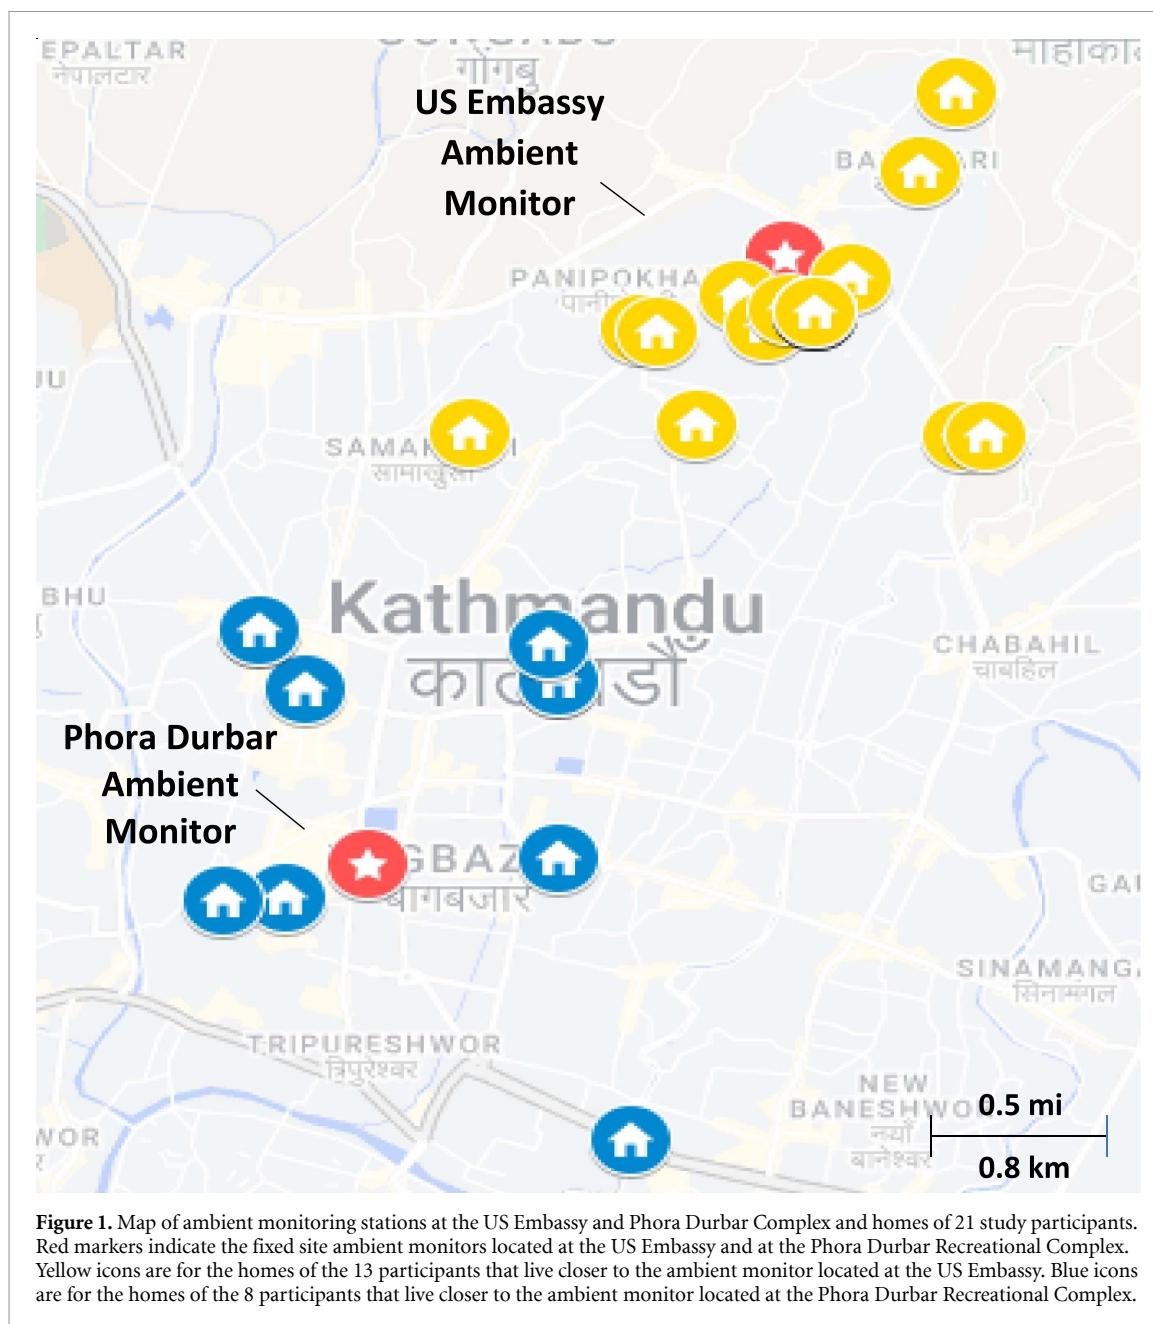 EPALTAR
नेपालटार
गोंगबु
US Embassy
Ambient
Monitor
BA ARI
PANIPOKHA
पानी
JU
SAMAK I
सामाखुसी
Kathmandu
BHU
CHABAHIL
चाबहिल
Phora Durbar
Ambient
Monitor
GBAZ
बागबजार
GAU
SINAMANGA
सिनामंगल
TRIPURESHWOR
त्रिपुरेश्वर
NEW
BANESHWO
नयाँ
बानेश्वर
WOR
0.5 mi
0.8 km
Figure 1. Map of ambient monitoring stations at the US Embassy and Phora Durbar Complex and homes of 21 study participants.
Red markers indicate the fixed site ambient monitors located at the US Embassy and at the Phora Durbar Recreational Complex.
Yellow icons are for the homes of the 13 participants that live closer to the ambient monitor located at the US Embassy. Blue icons
are for the homes of the 8 participants that live closer to the ambient monitor located at the Phora Durbar Recreational Complex.